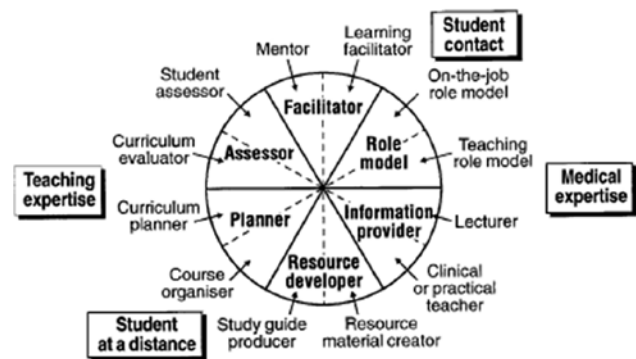 Student
contact
Learning
facilitator
Mentor
Student
assessor
On-the-job
role model
Facilitator
Curriculum
evaluator
Assessor
Role
model
Teaching
role model
Teaching
expertise
Medical
expertise
Curriculum
planner
Planner
Information
provider
Lecturer
Course
organiser
Resource
developer
Clinical
or practical
teacher
Student
at a distance
Study guide
producer
Resource
material creator